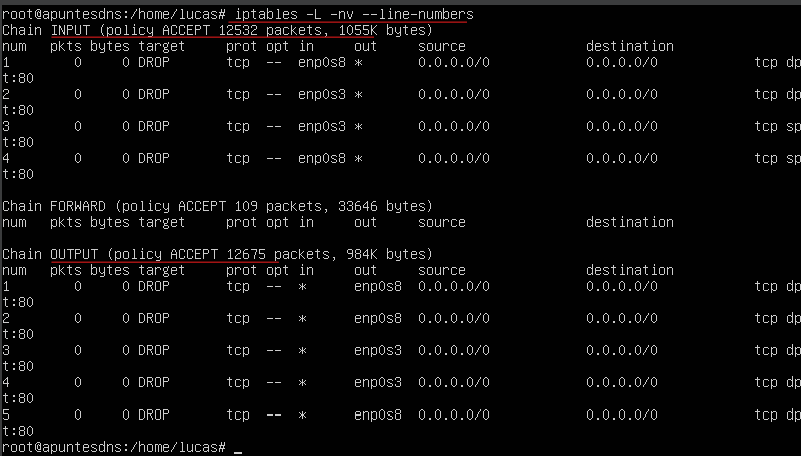 root@apuntesdns:/home/lucas# iptables -L -nv --line-numbers
Chain INPUT (policy ACCEPT 12532 packets, 1055K bytes)
num   pkts bytes target     prot opt in     out     source               destination
1        0     0 DROP       tcp  --  enp0s8 *       0.0.0.0/0            0.0.0.0/0            tcp dp
t:80
2        0     0 DROP       tcp  --  enp0s3 *       0.0.0.0/0            0.0.0.0/0            tcp dp
t:80
3        0     0 DROP       tcp  --  enp0s3 *       0.0.0.0/0            0.0.0.0/0            tcp sp
t:80
4        0     0 DROP       tcp  --  enp0s8 *       0.0.0.0/0            0.0.0.0/0            tcp sp
t:80
Chain FORWARD (policy ACCEPT 109 packets, 33646 bytes)
num   pkts bytes target     prot opt in     out     source               destination
Chain OUTPUT (policy ACCEPT 12675 packets, 984K bytes)
num   pkts bytes target     prot opt in     out     source               destination
1        0     0 DROP       tcp  --  *      enp0s8  0.0.0.0/0            0.0.0.0/0            tcp dp
t:80
2        0     0 DROP       tcp  --  *      enp0s8  0.0.0.0/0            0.0.0.0/0            tcp dp
t:80
3        0     0 DROP       tcp  --  *      enp0s3  0.0.0.0/0            0.0.0.0/0            tcp dp
t:80
4        0     0 DROP       tcp  --  *      enp0s3  0.0.0.0/0            0.0.0.0/0            tcp dp
t:80
5        0     0 DROP       tcp  --  *      enp0s8  0.0.0.0/0            0.0.0.0/0            tcp dp
t:80
root@apuntesdns:/home/lucas# _